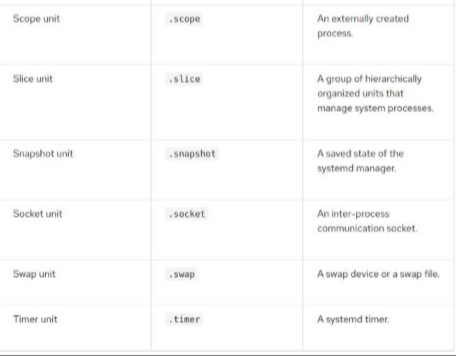 Scope unit .scope An externally created
process.
Slice unit .slice A group of hierarchically
organized units that
manage system processes.
Snapshot unit .snapshot A saved state of the
systemd manager.
Socket unit .socket An inter-process
communication socket.
Swap unit .swap A swap device or a swap file.
Timer unit .timer A systemd timer.